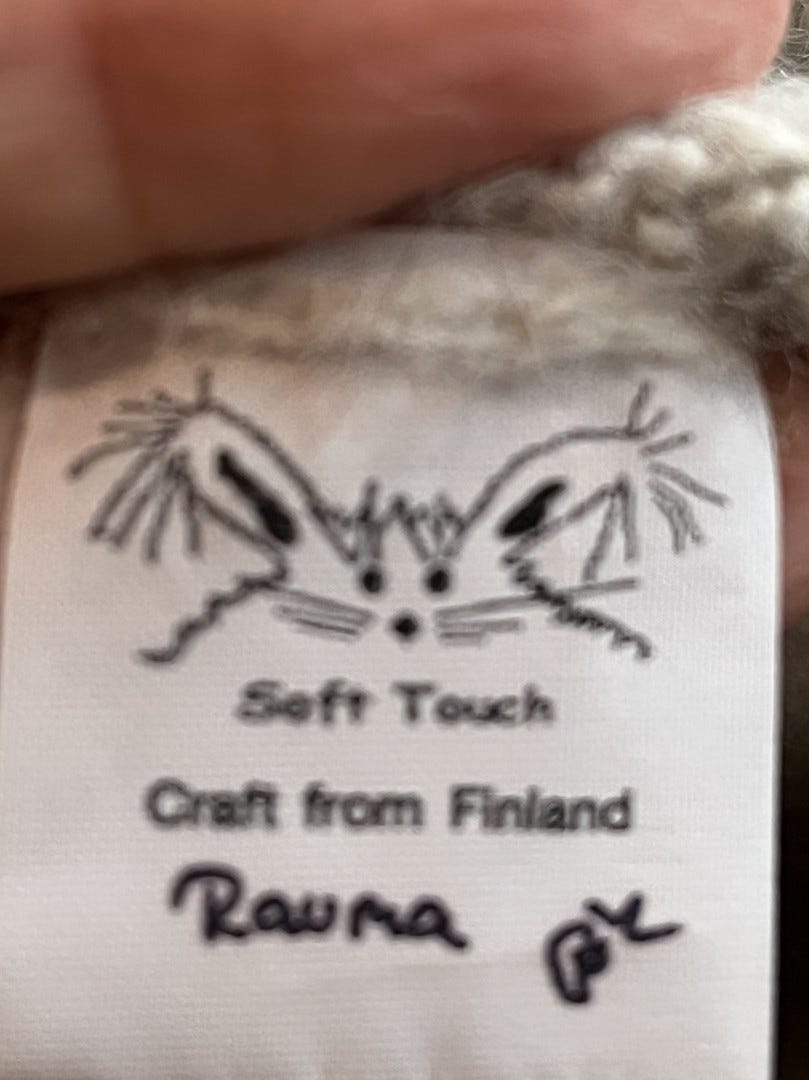 Soft Touch
Craft from Finland
Rauma